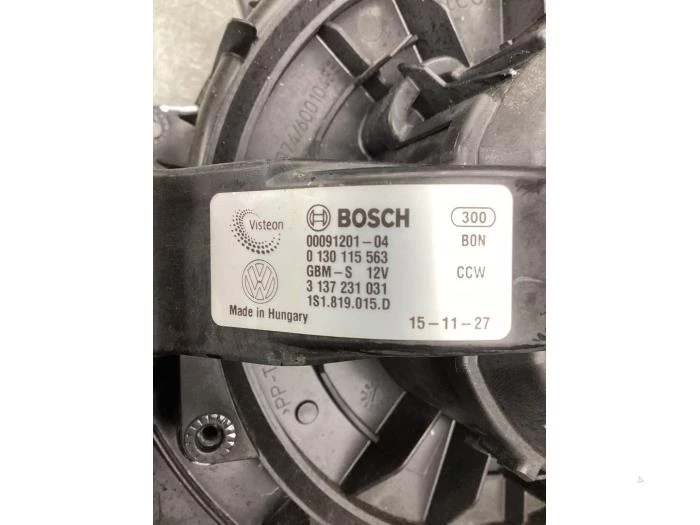 Visteon
BOSCH
300
00091201-04
BON
0 130 115 563
GBM-S 12V
CCW
3 137 231 031
1S1.819.015.D
Made in Hungary
15-11-27